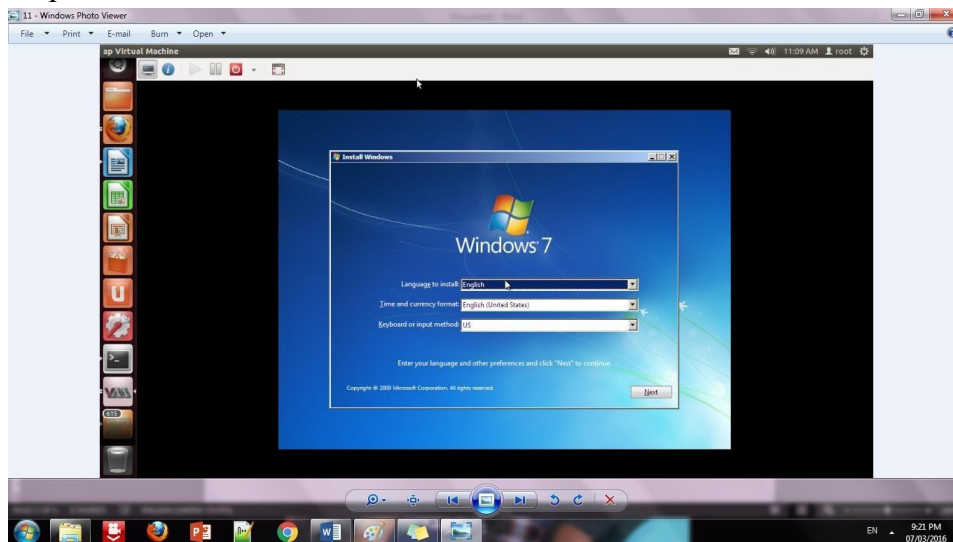 11 - Windows Photo Viewer
File Print E-mail Burn Open
ap Virtual Machine 11:09 AM root
Install Windows
Windows 7
Language to install: English
Time and currency format: English (United States)
Keyboard or input method: US
Enter your language and other preferences and click "Next" to continue.
Copyright © 2009 Microsoft Corporation. All rights reserved.
Next
EN 9:21 PM
07/03/2016